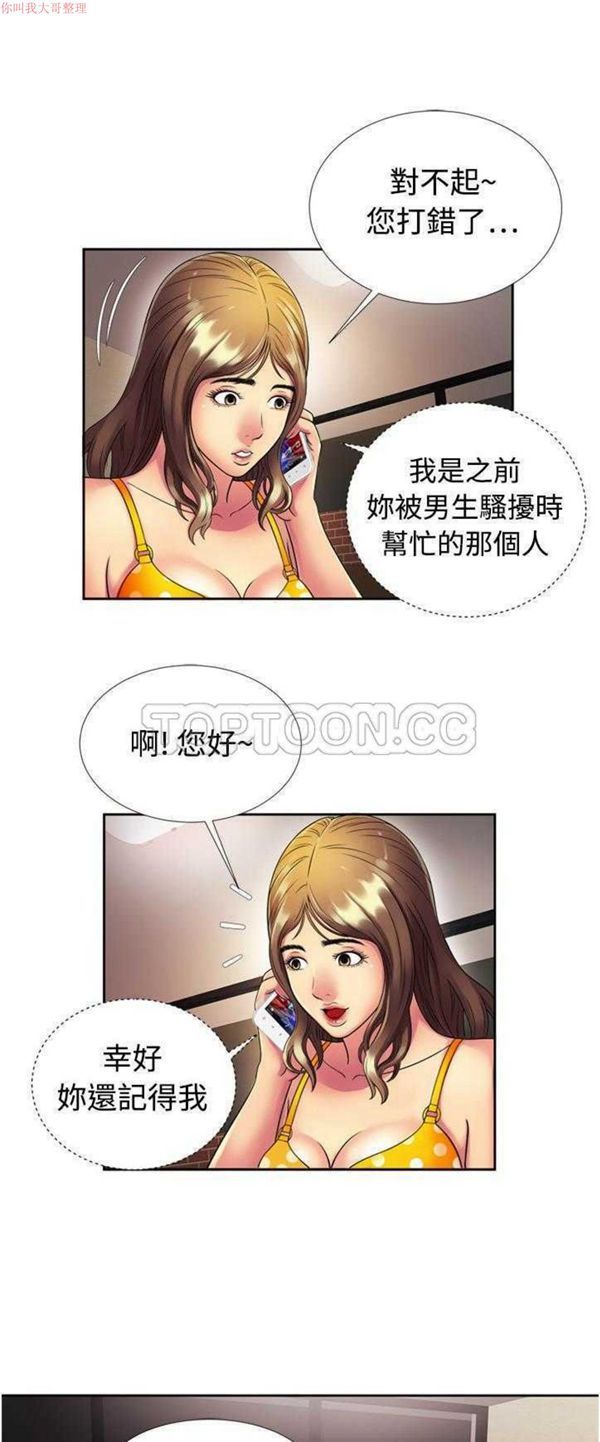 你叫我大哥整理
對不起~
您打錯了...
我是之前
妳被男生騷擾時
幫忙的那個人
TOPTOON.CC
啊! 您好~
幸好
妳還記得我